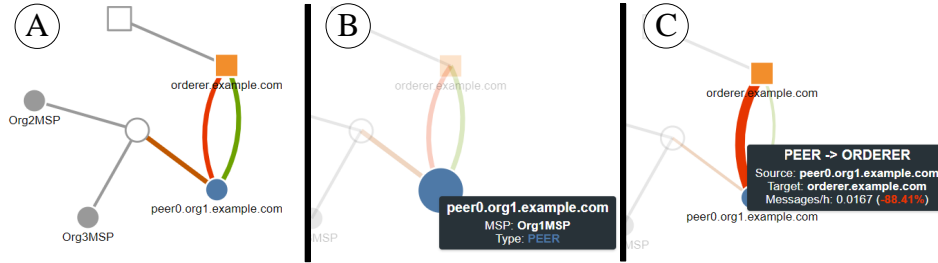 A
orderer.example.com
Org2MSP
peer0.org1.example.com
Org3MSP
B
orderer.example.com
peer0.org1.example.com
MSP: Org1MSP
Type: PEER
MSP
C
orderer.example.com
PEER -> ORDERER
Source: peer0.org1.example.com
Target: orderer.example.com
Messages/h: 0.0167 (-88.41%)
peer0.org1.example.com
MSP